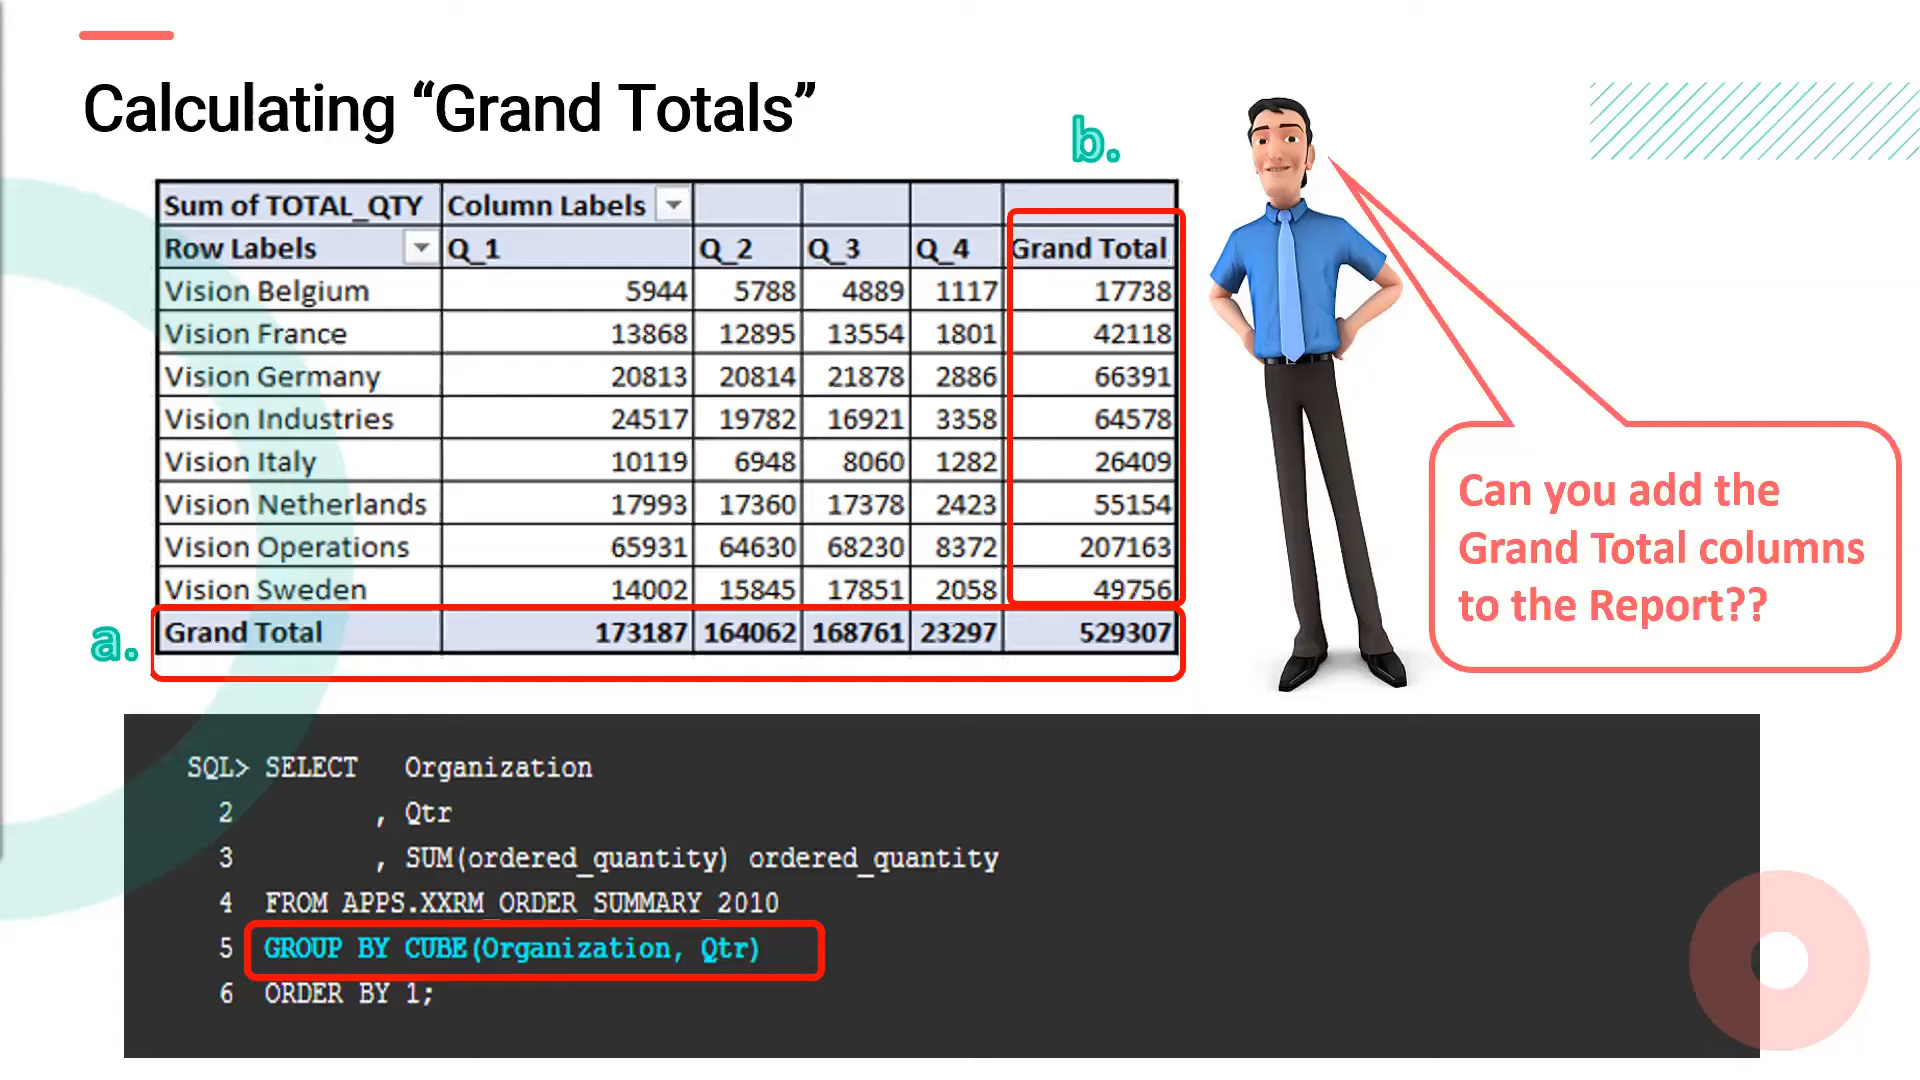 Calculating “Grand Totals”
b.
Sum of TOTAL_QTY Column Labels
Row Labels Q_1 Q_2 Q_3 Q_4 Grand Total
Vision Belgium 5944 5788 4889 1117 17738
Vision France 13868 12895 13554 1801 42118
Vision Germany 20813 20814 21878 2886 66391
Vision Industries 24517 19782 16921 3358 64578
Vision Italy 10119 6948 8060 1282 26409
Vision Netherlands 17993 17360 17378 2423 55154
Vision Operations 65931 64630 68230 8372 207163
Vision Sweden 14002 15845 17851 2058 49756
a.
Grand Total 173187 164062 168761 23297 529307
Can you add the
Grand Total columns
to the Report??
SQL> SELECT Organization
2 , Qtr
3 , SUM(ordered_quantity) ordered_quantity
4 FROM APPS.XXRM_ORDER_SUMMARY_2010
5 GROUP BY CUBE(Organization, Qtr)
6 ORDER BY 1;